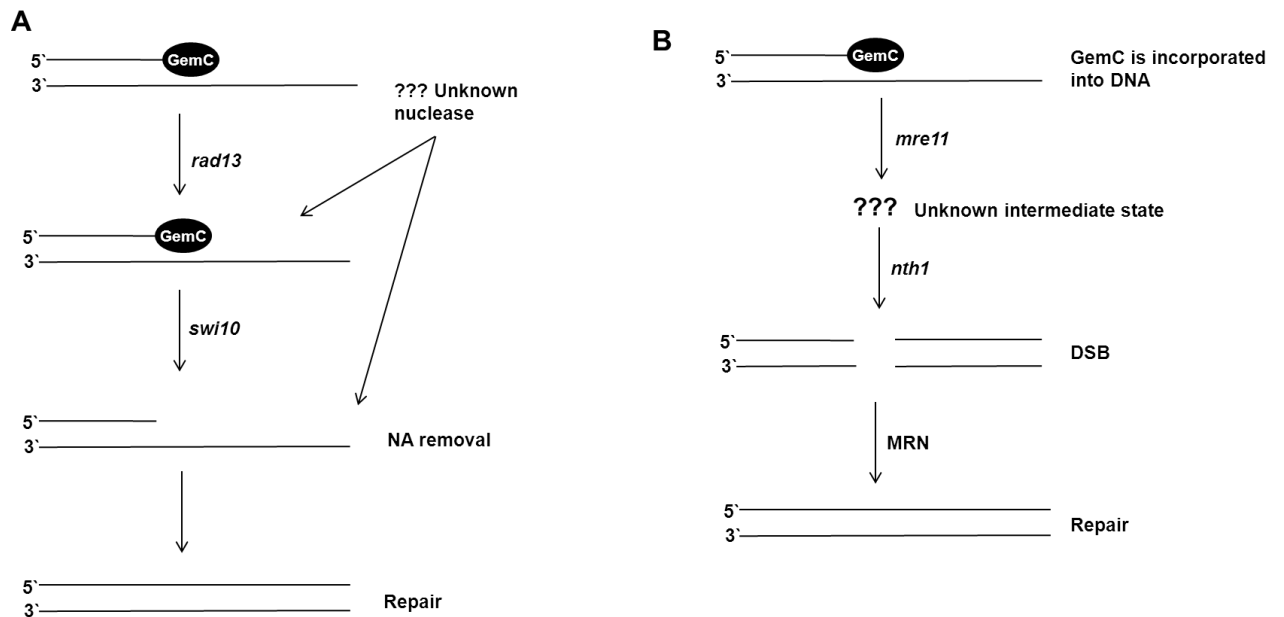 A
GemC
5`
3`
??? Unknown
nuclease
rad13
GemC
5`
3`
swi10
5`
3`
NA removal
5`
3`
Repair
B
GemC
5`
3`
GemC is incorporated
into DNA
mre11
??? Unknown intermediate state
nth1
5`
3`
DSB
MRN
5`
3`
Repair